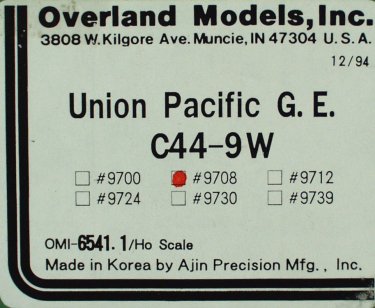 Overland Models, Inc.
3808 W. Kilgore Ave. Muncie, IN 47304 U. S. A.
12/94
Union Pacific G. E.
C44-9W
#9700 #9708 #9712
#9724 #9730 #9739
OMI-6541.1/Ho Scale
Made in Korea by Ajin Precision Mfg. , Inc.